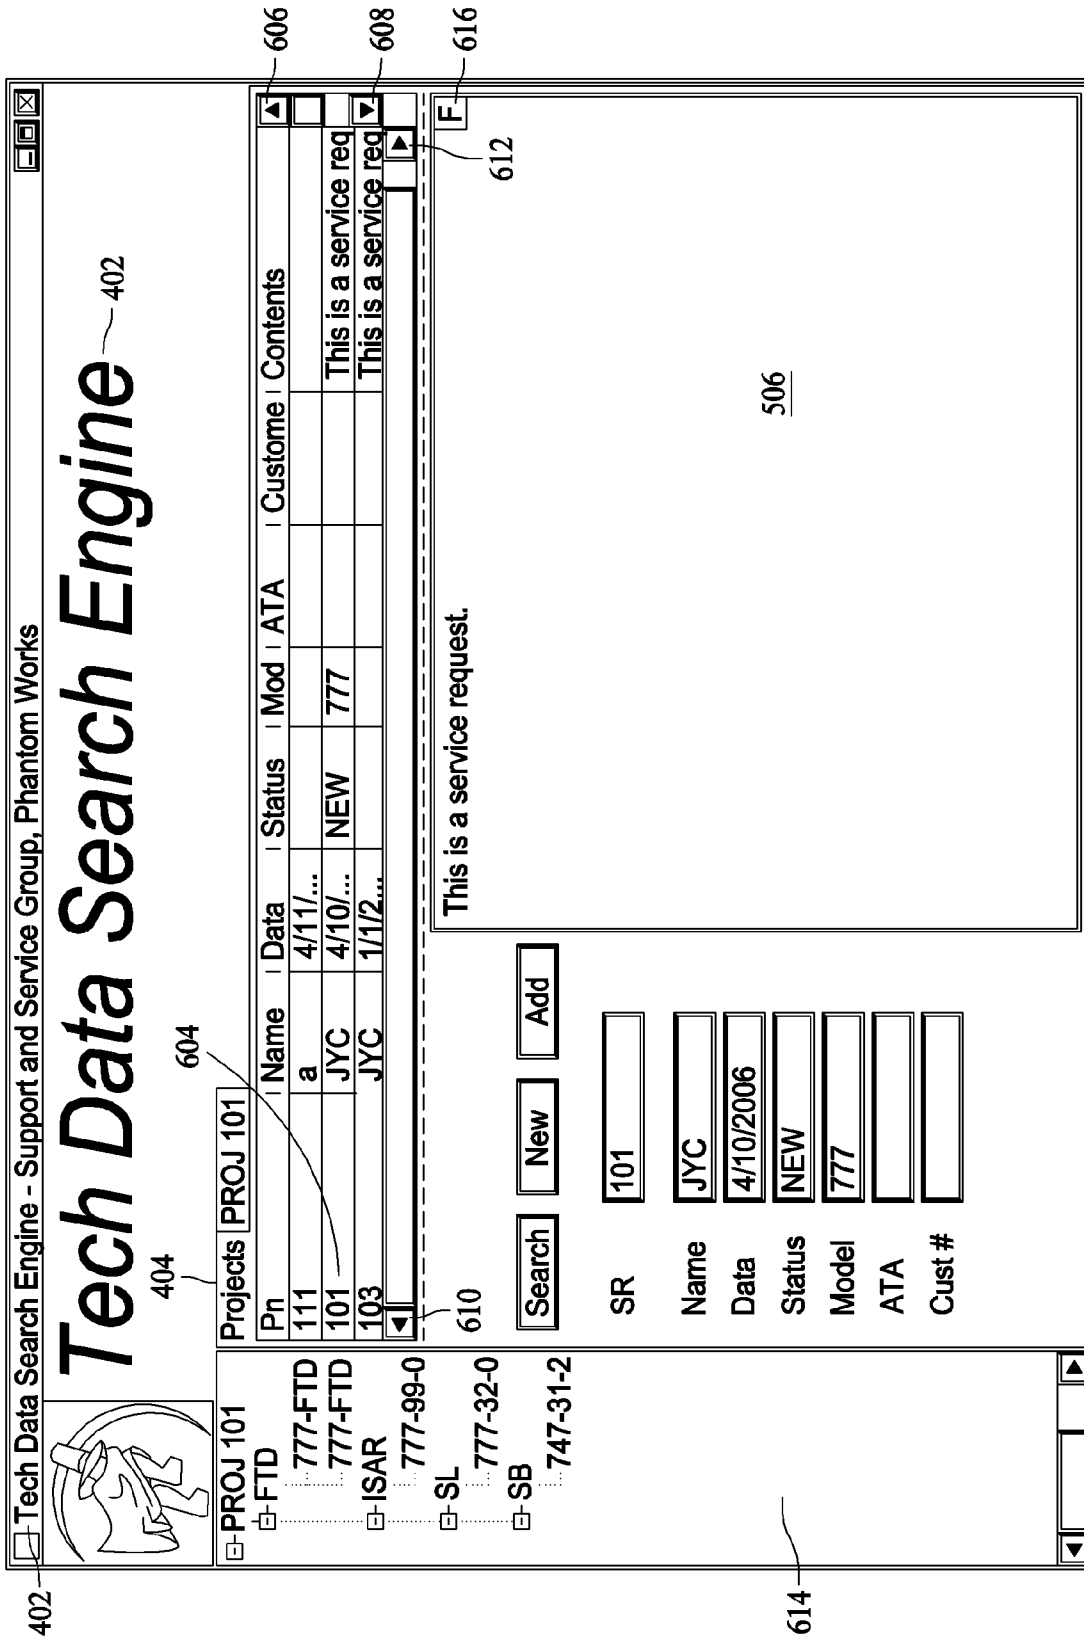 402
Tech Data Search Engine - Support and Service Group, Phantom Works
Tech Data Search Engine
402
404
604
Projects PROJ 101
Pn Name Data Status Mod ATA Custome Contents
111 a 4/11/...
101 JYC 4/10/... NEW 777 This is a service req
103 JYC 1/1/2... This is a service req
606
608
610
612
616
PROJ 101
FTD
777-FTD
777-FTD
ISAR
777-99-0
SL
777-32-0
SB
747-31-2
614
Search New Add
SR 101
Name JYC
Data 4/10/2006
Status NEW
Model 777
ATA
Cust #
This is a service request.
F
506